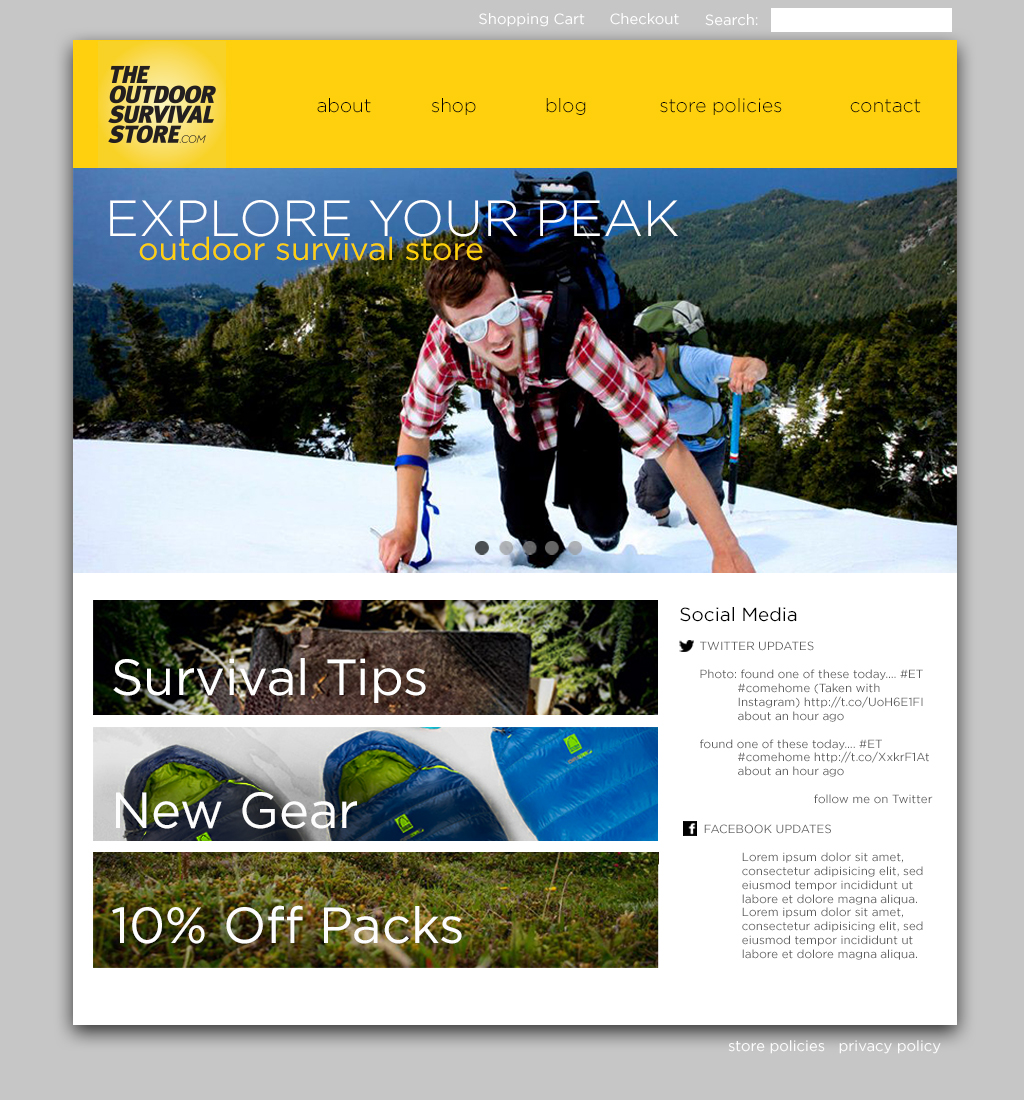 Shopping Cart Checkout Search:
THE
OUTDOOR
SURVIVAL
STORE.COM
about shop blog store policies contact
EXPLORE YOUR PEAK
outdoor survival store
Survival Tips
New Gear
10% Off Packs
Social Media
TWITTER UPDATES
Photo: found one of these today.... #ET
#comehome (Taken with
Instagram) http://t.co/UoH6E1FI
about an hour ago
found one of these today.... #ET
#comehome http://t.co/XxkrF1At
about an hour ago
follow me on Twitter
FACEBOOK UPDATES
Lorem ipsum dolor sit amet,
consectetur adipisicing elit, sed
eiusmod tempor incididunt ut
labore et dolore magna aliqua.
Lorem ipsum dolor sit amet,
consectetur adipisicing elit, sed
eiusmod tempor incididunt ut
labore et dolore magna aliqua.
store policies privacy policy